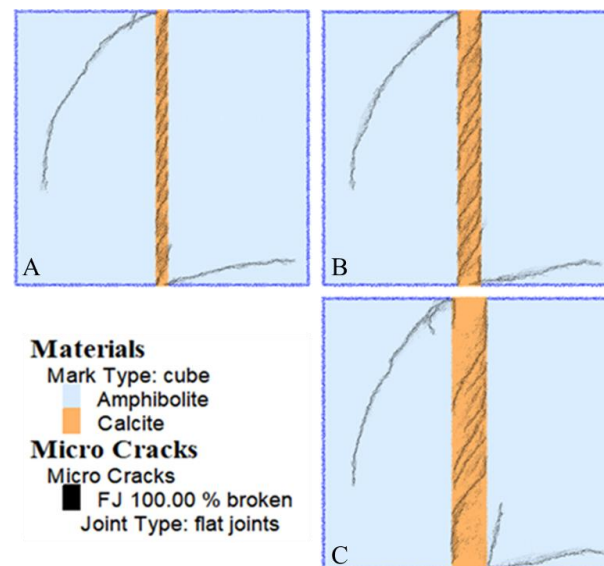 A
B
Materials
Mark Type: cube
Amphibolite
Calcite
Micro Cracks
Micro Cracks
FJ 100.00 % broken
Joint Type: flat joints
C